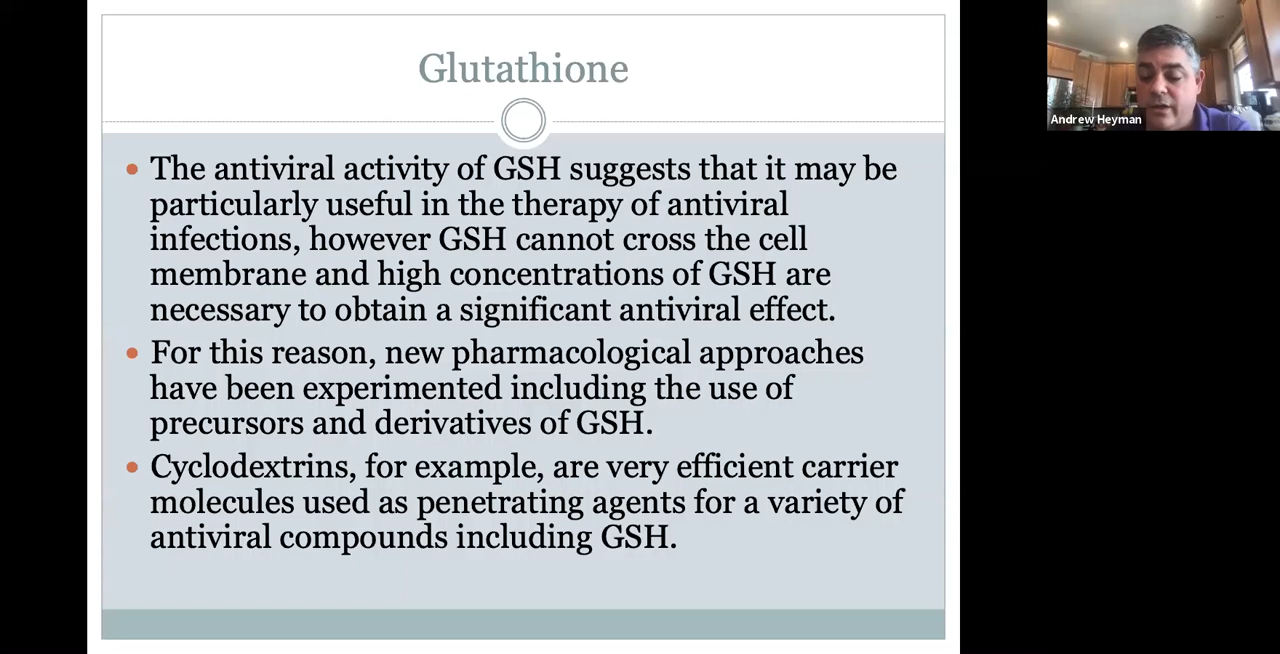 Glutathione
The antiviral activity of GSH suggests that it may be
particularly useful in the therapy of antiviral
infections, however GSH cannot cross the cell
membrane and high concentrations of GSH are
necessary to obtain a significant antiviral effect.
For this reason, new pharmacological approaches
have been experimented including the use of
precursors and derivatives of GSH.
Cyclodextrins, for example, are very efficient carrier
molecules used as penetrating agents for a variety of
antiviral compounds including GSH.
Andrew Heyman